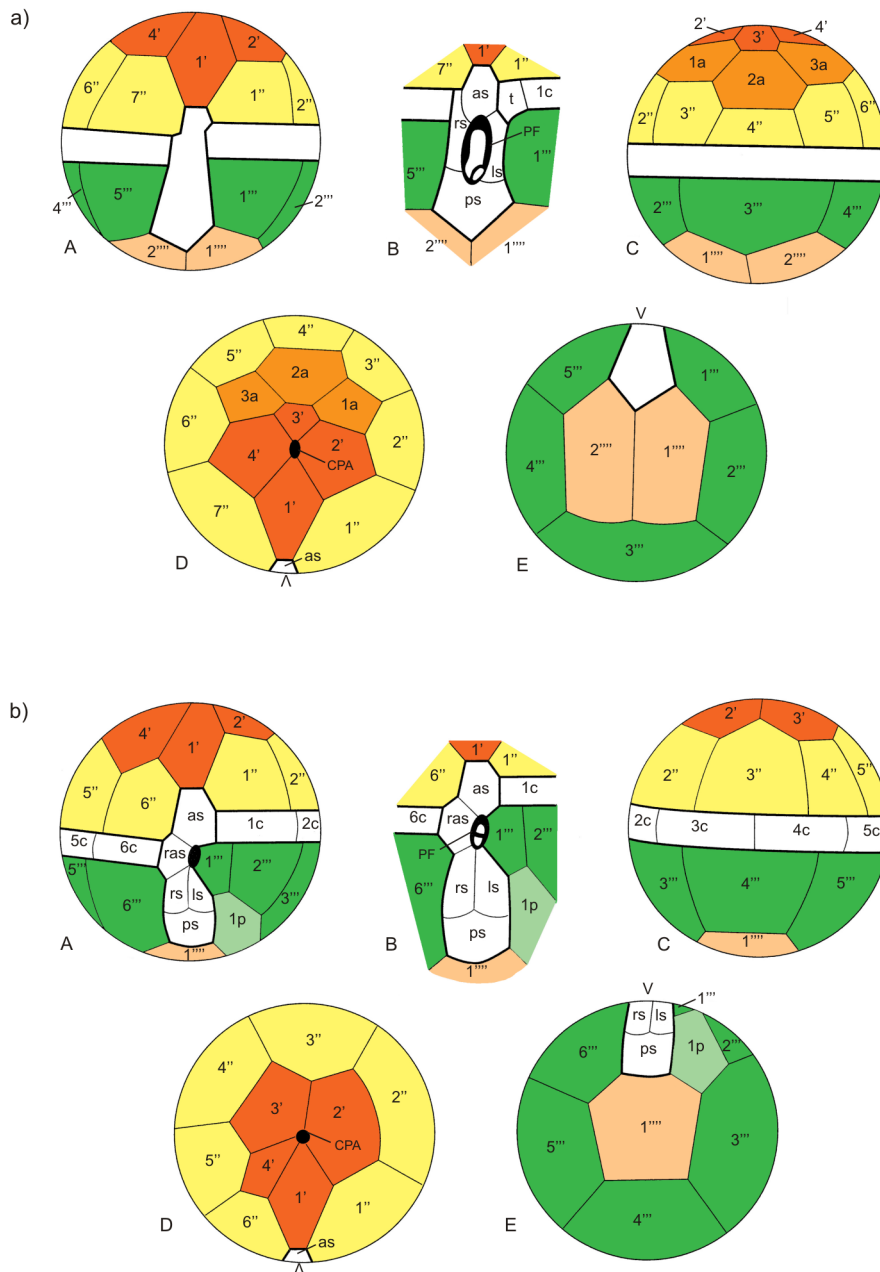 a)
4’ 1’ 2’
6’’ 7’’ 1’’ 2’’
4’’’ 5’’’ 1’’’ 2’’’
2’’’’ 1’’’’
A
7’’ 1’ 1’’
as t 1c
rs PF
5’’’ ls 1’’’
ps
2’’’’ 1’’’’
B
2’ 3’ 4’
1a 2a 3a
2’’ 3’’ 4’’ 5’’ 6’’
2’’’ 3’’’ 4’’’
1’’’’ 2’’’’
C
4’’
5’’ 3’’
2a
3a 3’ 1a
6’’ 2’’
4’ 2’
CPA
7’’ 1’ 1’’
as
D
Λ
V
5’’’ 1’’’
4’’’ 2’’’’ 1’’’’ 2’’’
3’’’
E
b)
4’ 1’ 2’
5’’ 6’’ 1’’ 2’’
as
5c 6c 1c 2c
ras
5’’’ 1’’’ 2’’’ 3’’’
6’’’ rs ls 1p
ps
1’’’’
A
6’’ 1’ 1’’
as 1c
6c ras
PF 1’’’ 2’’’
6’’’ rs ls 1p
ps
1’’’’
B
2’ 3’
2’’ 3’’ 4’’ 5’’
2c 3c 4c 5c
3’’’ 4’’’ 5’’’
1’’’’
C
3’’
4’’ 2’’
3’ 2’
CPA
5’’ 4’
1’ 1’’
6’’
as
D
Λ
V
1’’’
rs ls
6’’’ ps 1p 2’’’
1’’’’
5’’’ 3’’’
4’’’
E